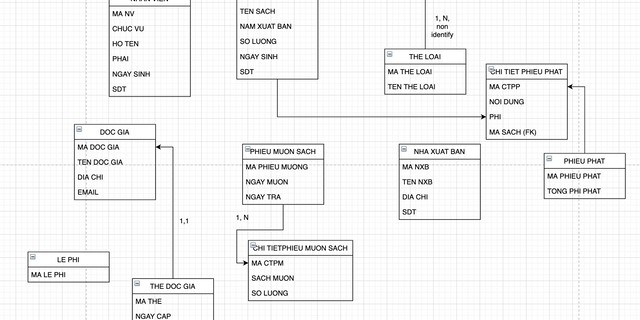 NHAN VIEN
MA NV
CHUC VU
HO TEN
PHAI
NGAY SINH
SDT
TEN SACH
NAM XUAT BAN
SO LUONG
NGAY SINH
SDT
1, N,
non
identify
THE LOAI
MA THE LOAI
TEN THE LOAI
CHI TIET PHIEU PHAT
MA CTPP
NOI DUNG
PHI
MA SACH (FK)
DOC GIA
MA DOC GIA
TEN DOC GIA
DIA CHI
EMAIL
PHIEU MUON SACH
MA PHIEU MUONG
NGAY MUON
NGAY TRA
NHA XUAT BAN
MA NXB
TEN NXB
DIA CHI
SDT
PHIEU PHAT
MA PHIEU PHAT
TONG PHI PHAT
1,1
1, N
CHI TIETPHIEU MUON SACH
MA CTPM
SACH MUON
SO LUONG
LE PHI
MA LE PHI
THE DOC GIA
MA THE
NGAY CAP